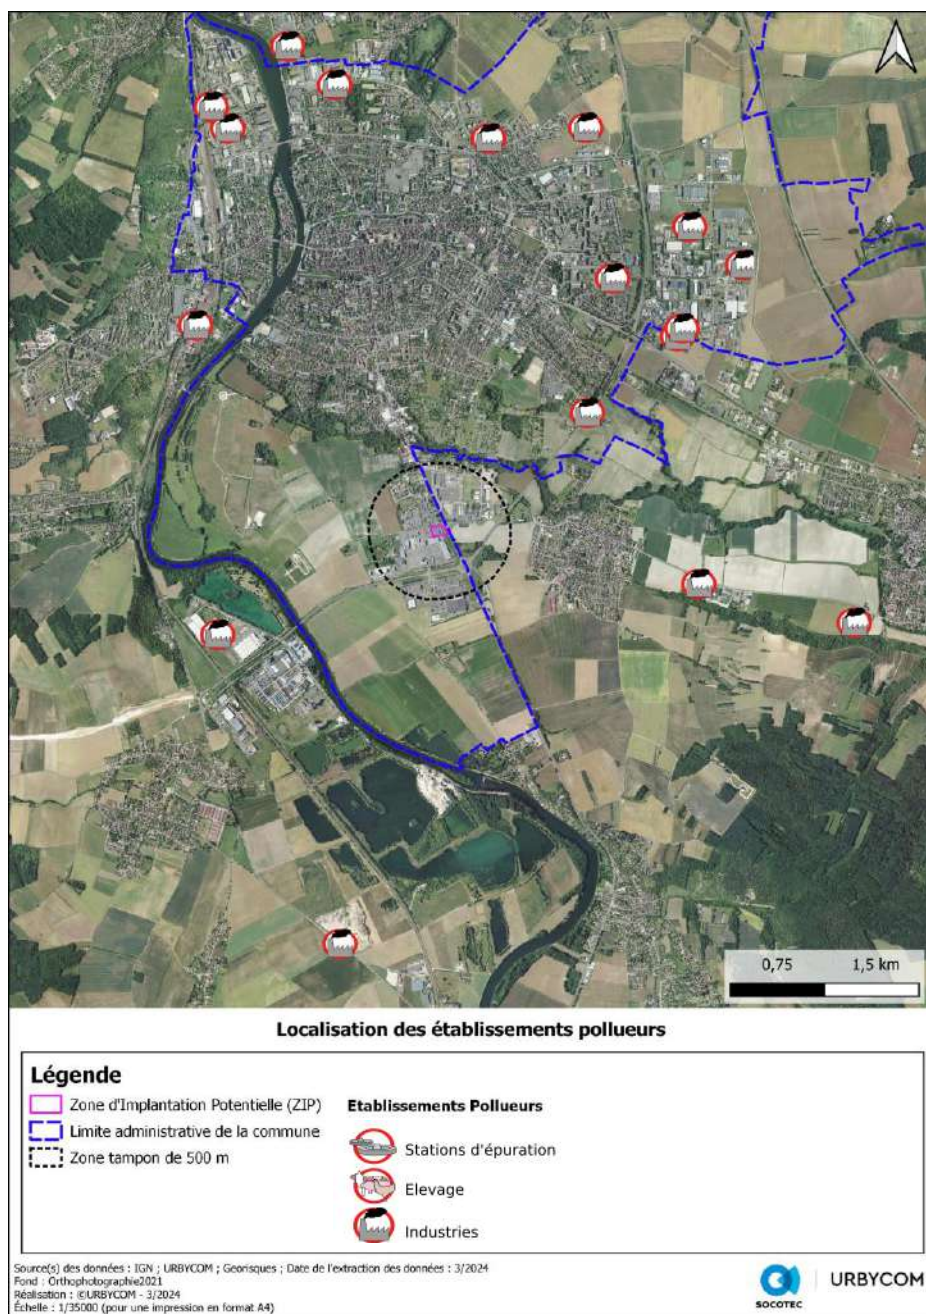 0,75 1,5 km
Localisation des établissements pollueurs
Légende
Zone d'Implantation Potentielle (ZIP)
Limite administrative de la commune
Zone tampon de 500 m
Etablissements Pollueurs
Stations d'épuration
Elevage
Industries
Source(s) des données : IGN ; URBYCOM ; Georisques ; Date de l'extraction des données : 3/2024
Fond : Orthophotographie2021
Réalisation : ©URBYCOM - 3/2024
Échelle : 1/35000 (pour une impression en format A4)
SOCOTEC
URBYCOM